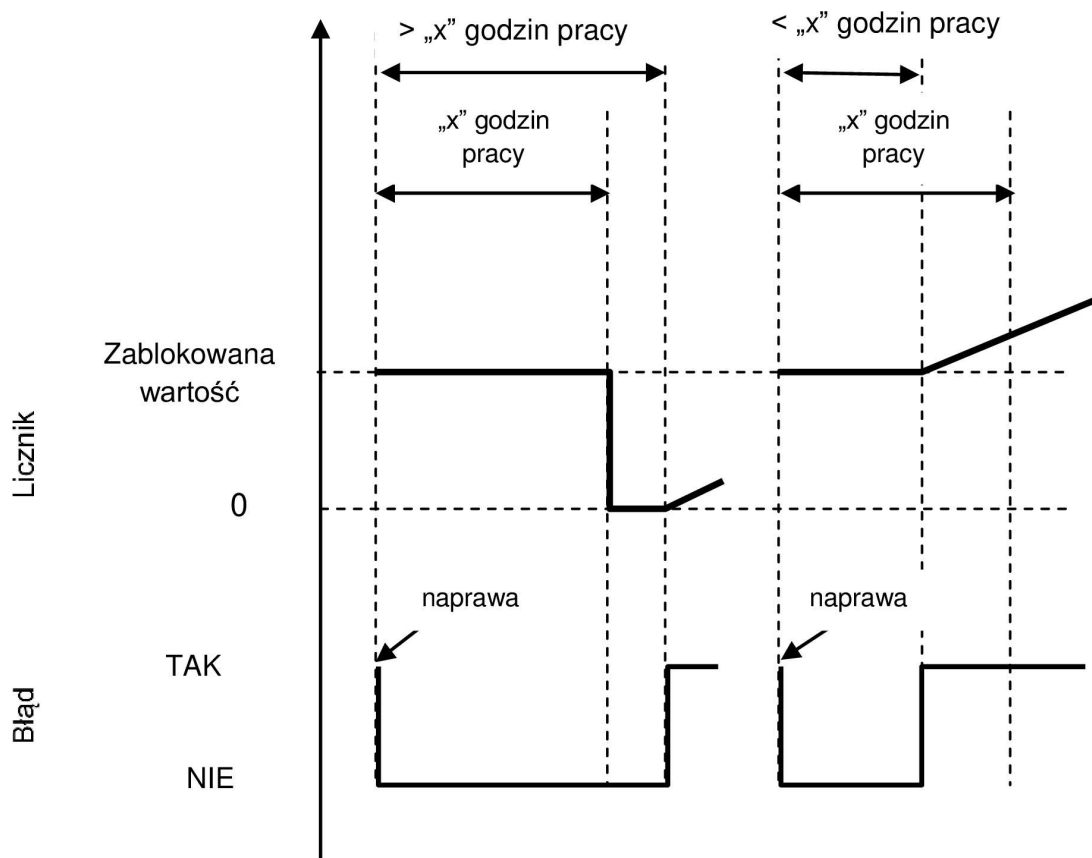 > „x” godzin pracy
< „x” godzin pracy
„x” godzin
pracy
„x” godzin
pracy
Zablokowana
wartość
Licznik
0
naprawa
naprawa
TAK
Błąd
NIE